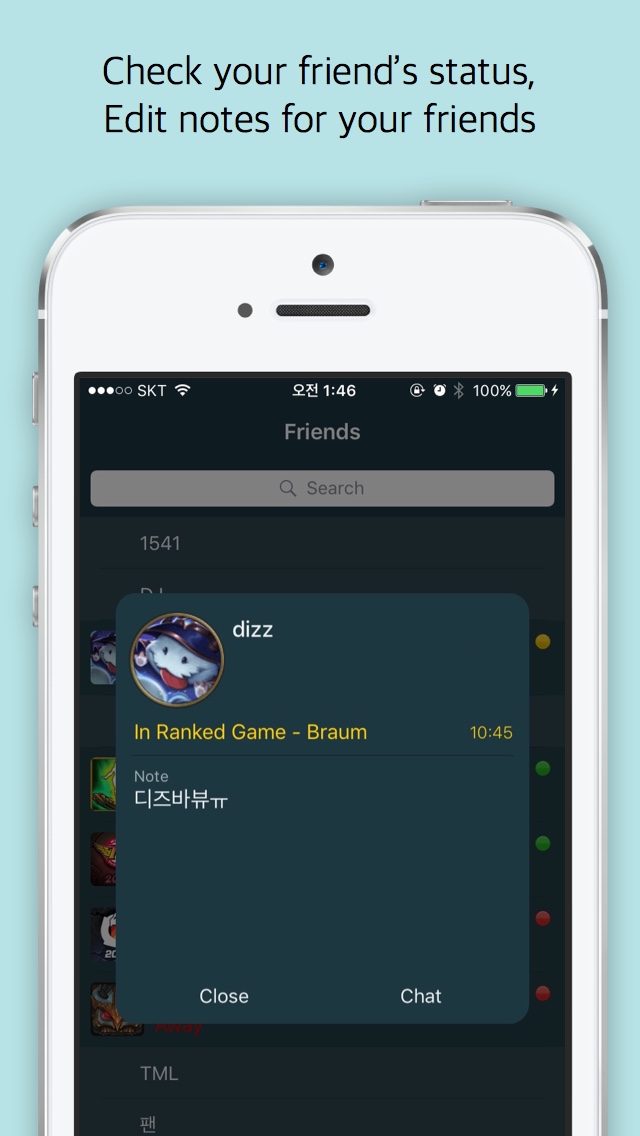 Check your friend's status,
Edit notes for your friends
SKT 오전 1:46 100%
Friends
Search
1541
dizz
In Ranked Game - Braum 10:45
Note
디즈바뷰ㅠ
Close Chat
Away
TML
팬